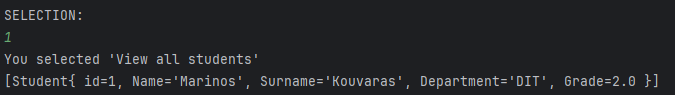 SELECTION:
1
You selected 'View all students'
[Student{ id=1, Name='Marinos', Surname='Kouvaras', Department='DIT', Grade=2.0 }]